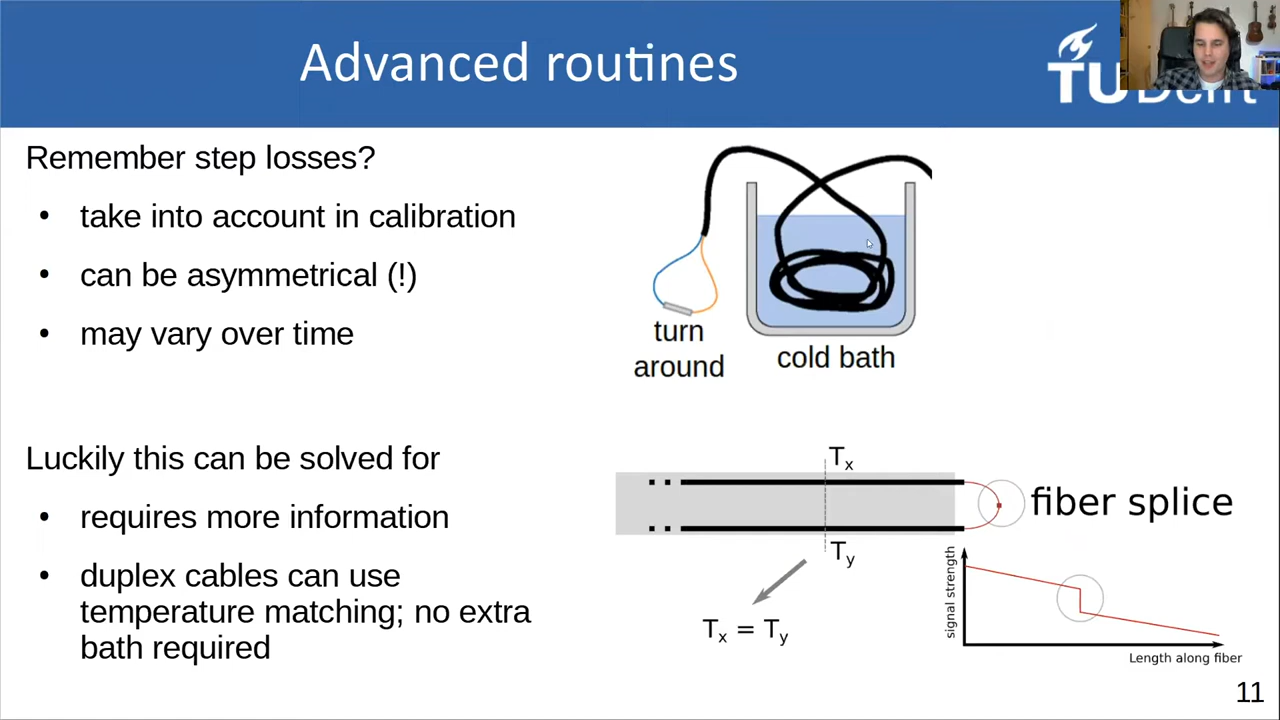 Advanced routines
TU Delft
Remember step losses?
• take into account in calibration
• can be asymmetrical (!)
• may vary over time
turn
around
cold bath
Luckily this can be solved for
• requires more information
• duplex cables can use
temperature matching; no extra
bath required
Tx
Ty
Tx = Ty
fiber splice
signal strength
Length along fiber
11